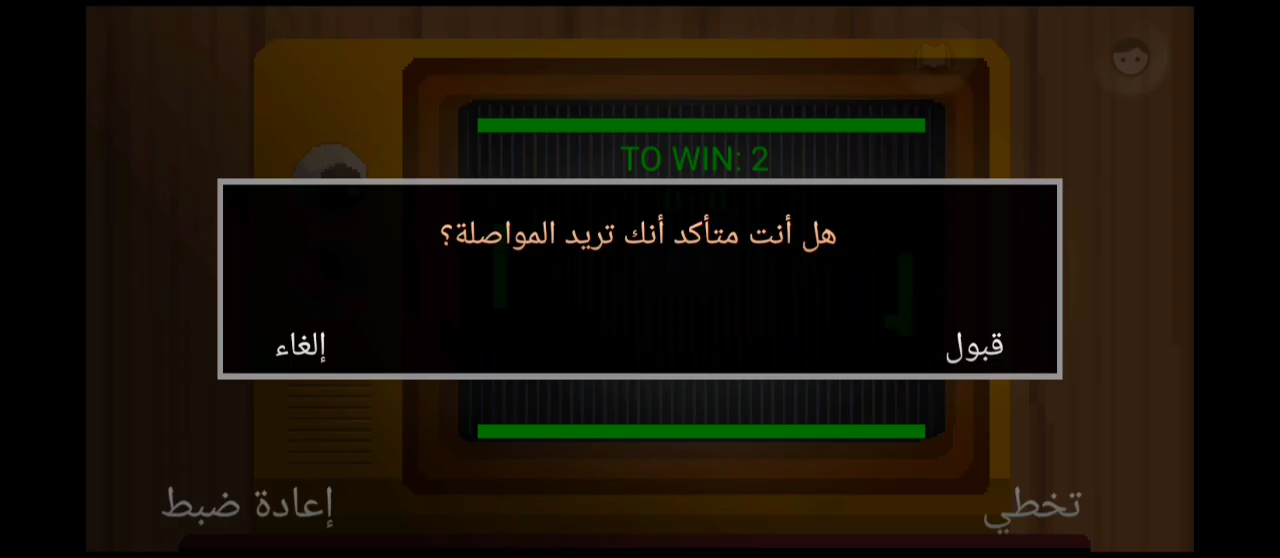 TO WIN: 2
هل أنت متأكد أنك تريد المواصلة؟
قبول
إلغاء
تخطي
إعادة ضبط